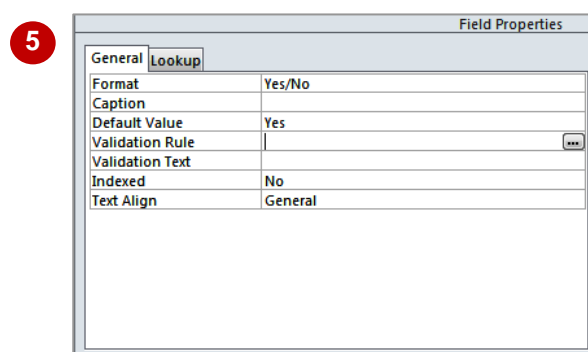 5
Field Properties
General Lookup
Format Yes/No
Caption
Default Value Yes
Validation Rule ...
Validation Text
Indexed No
Text Align General